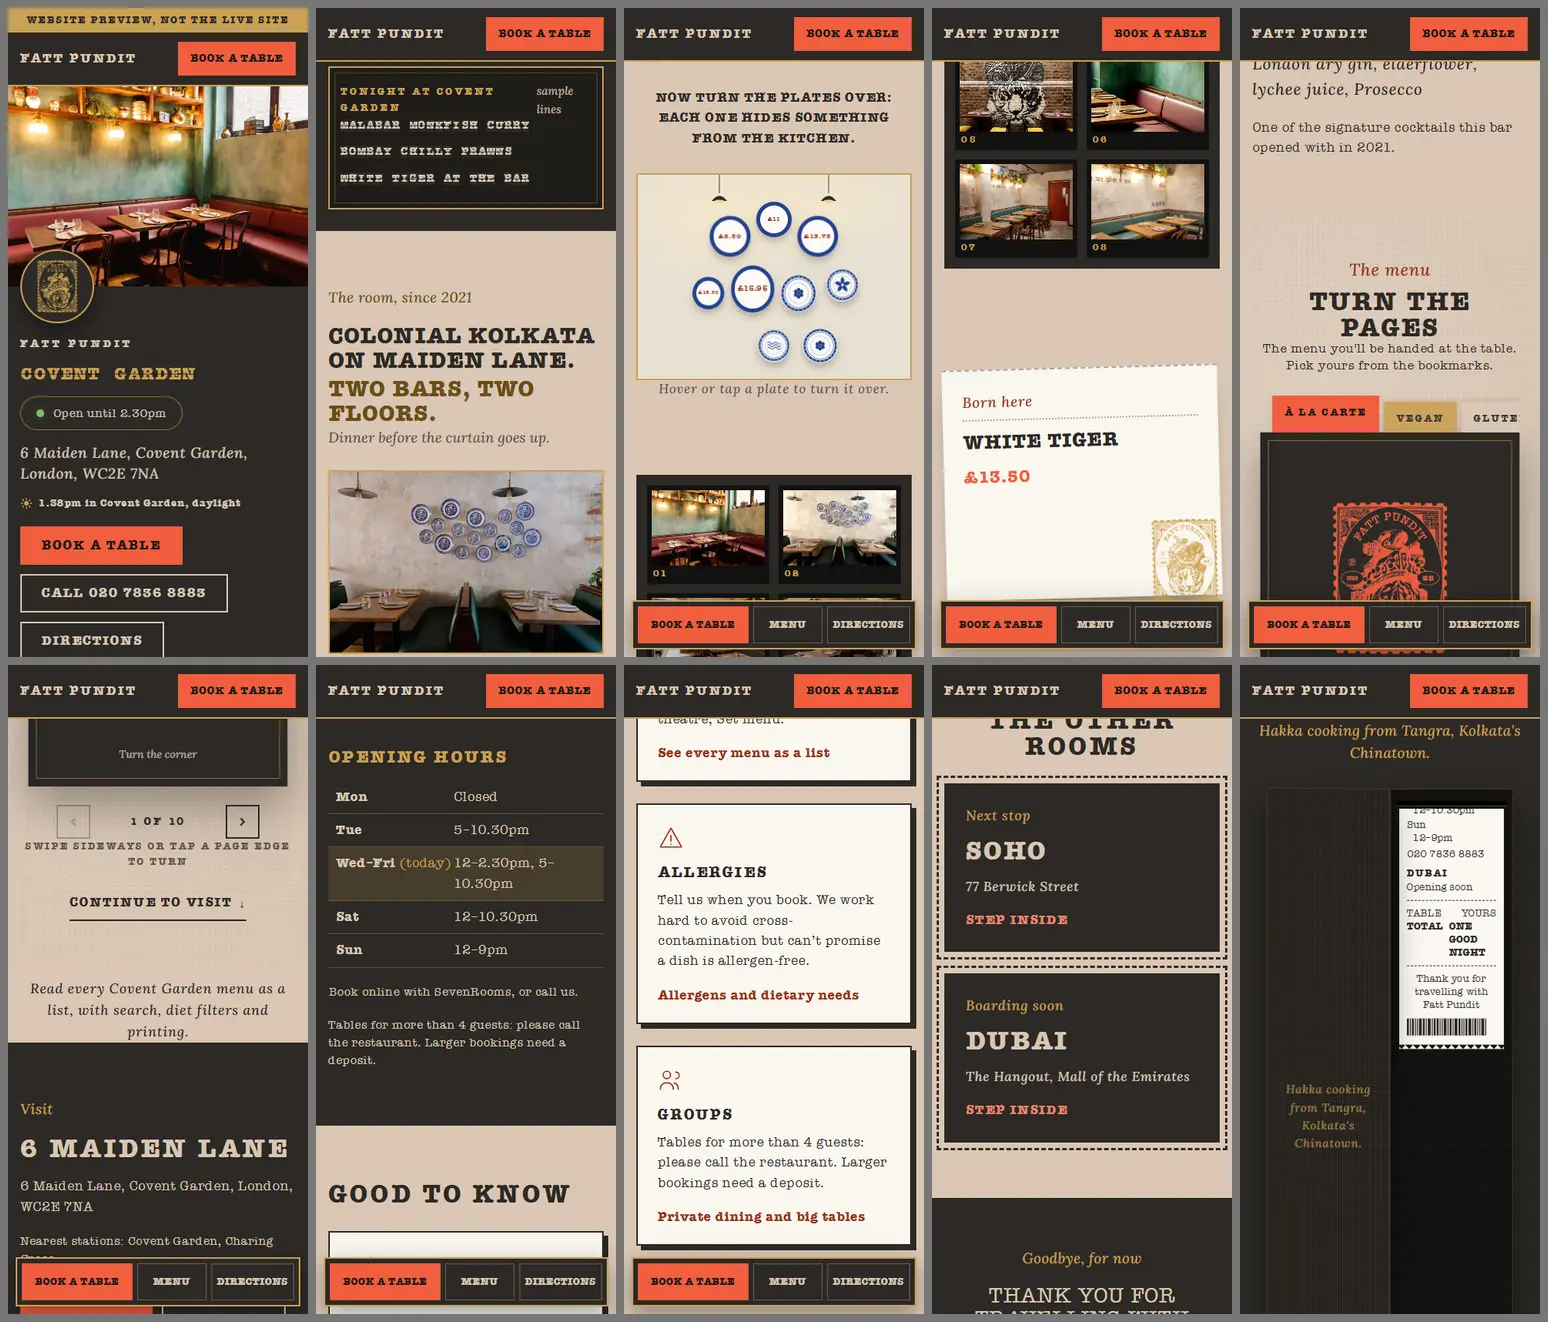 WEBSITE PREVIEW, NOT THE LIVE SITE
FATT PUNDIT
BOOK A TABLE
FATT PUNDIT
COVENT GARDEN
Open until 2.30pm
6 Maiden Lane, Covent Garden,
London, WC2E 7NA
1.38pm in Covent Garden, daylight
BOOK A TABLE
CALL 020 7836 8883
DIRECTIONS
FATT PUNDIT
BOOK A TABLE
TONIGHT AT COVENT
GARDEN
sample
lines
MALABAR MONKFISH CURRY
BOMBAY CHILLY PRAWNS
WHITE TIGER AT THE BAR
The room, since 2021
COLONIAL KOLKATA
ON MAIDEN LANE.
TWO BARS, TWO
FLOORS.
Dinner before the curtain goes up.
FATT PUNDIT
BOOK A TABLE
NOW TURN THE PLATES OVER:
EACH ONE HIDES SOMETHING
FROM THE KITCHEN.
£11
£16.95
Hover or tap a plate to turn it over.
01
08
BOOK A TABLE
MENU
DIRECTIONS
FATT PUNDIT
BOOK A TABLE
05
06
07
08
Born here
WHITE TIGER
£13.50
BOOK A TABLE
MENU
DIRECTIONS
FATT PUNDIT
BOOK A TABLE
London dry gin, elderflower,
lychee juice, Prosecco
One of the signature cocktails this bar
opened with in 2021.
The menu
TURN THE
PAGES
The menu you'll be handed at the table.
Pick yours from the bookmarks.
À LA CARTE
VEGAN
GLUTE
FATT PUNDIT
BOOK A TABLE
MENU
DIRECTIONS
FATT PUNDIT
BOOK A TABLE
Turn the corner
1 OF 10
SWIPE SIDEWAYS OR TAP A PAGE EDGE
TO TURN
CONTINUE TO VISIT ↓
Read every Covent Garden menu as a
list, with search, diet filters and
printing.
Visit
6 MAIDEN LANE
6 Maiden Lane, Covent Garden, London,
WC2E 7NA
Nearest stations: Covent Garden, Charing
BOOK A TABLE
MENU
DIRECTIONS
FATT PUNDIT
BOOK A TABLE
OPENING HOURS
Mon Closed
Tue 5-10.30pm
Wed-Fri (today) 12-2.30pm, 5-
10.30pm
Sat 12-10.30pm
Sun 12-9pm
Book online with SevenRooms, or call us.
Tables for more than 4 guests: please call
the restaurant. Larger bookings need a
deposit.
GOOD TO KNOW
BOOK A TABLE
MENU
DIRECTIONS
FATT PUNDIT
BOOK A TABLE
theatre, Set menu.
See every menu as a list
ALLERGIES
Tell us when you book. We work
hard to avoid cross-
contamination but can't promise
a dish is allergen-free.
Allergens and dietary needs
GROUPS
Tables for more than 4 guests:
please call the restaurant. Larger
bookings need a deposit.
Private dining and big tables
BOOK A TABLE
MENU
DIRECTIONS
FATT PUNDIT
BOOK A TABLE
THE OTHER
ROOMS
Next stop
SOHO
77 Berwick Street
STEP INSIDE
Boarding soon
DUBAI
The Hangout, Mall of the Emirates
STEP INSIDE
Goodbye, for now
THANK YOU FOR
TRAVELLING WITH
FATT PUNDIT
BOOK A TABLE
Hakka cooking from Tangra, Kolkata's
Chinatown.
Hakka cooking
from Tangra,
Kolkata's
Chinatown.
12-10.30pm
Sun
12-9pm
020 7836 8883
DUBAI
Opening soon
TABLE YOURS
TOTAL ONE
GOOD
NIGHT
Thank you for
travelling with
Fatt Pundit